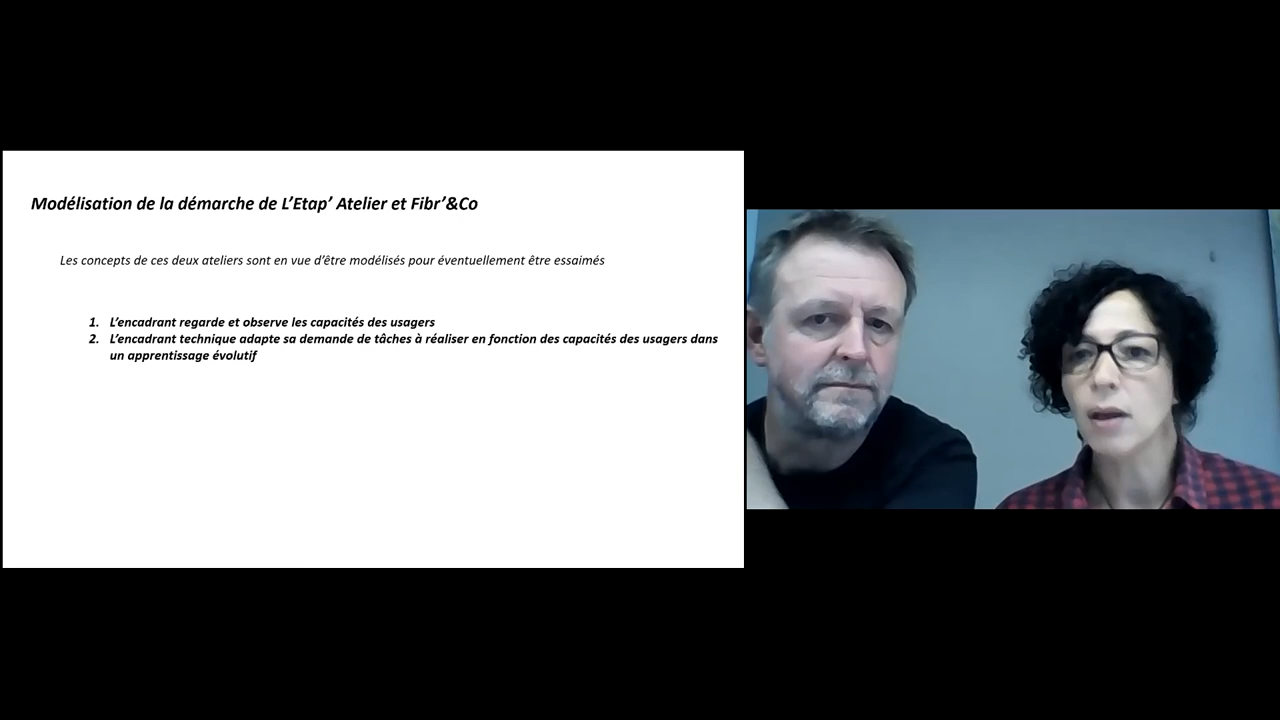 Modélisation de la démarche de L’Etap’ Atelier et Fibr’&Co
Les concepts de ces deux ateliers sont en vue d’être modélisés pour éventuellement être essaimés
1. L’encadrant regarde et observe les capacités des usagers
2. L’encadrant technique adapte sa demande de tâches à réaliser en fonction des capacités des usagers dans
un apprentissage évolutif